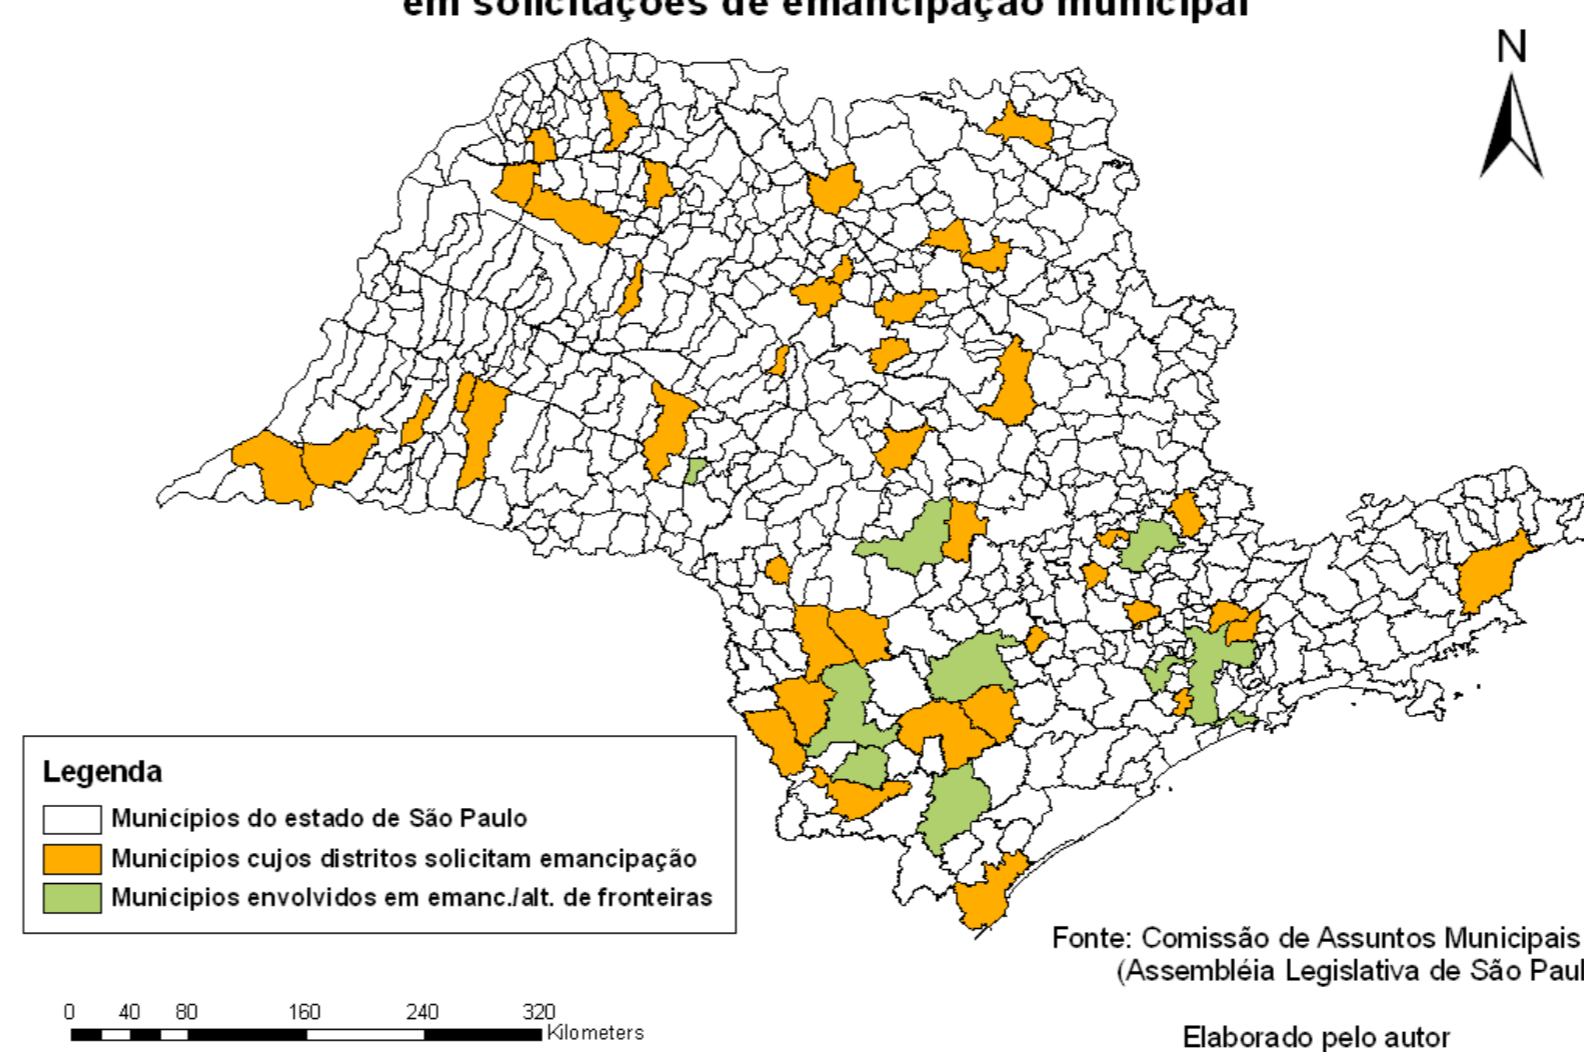 em solicitações de emancipação municipal
N
Legenda
Municípios do estado de São Paulo
Municípios cujos distritos solicitam emancipação
Municipios envolvidos em emanc./alt. de fronteiras
Fonte: Comissão de Assuntos Municipais
(Assembléia Legislativa de São Paul
0 40 80 160 240 320
Kilometers
Elaborado pelo autor